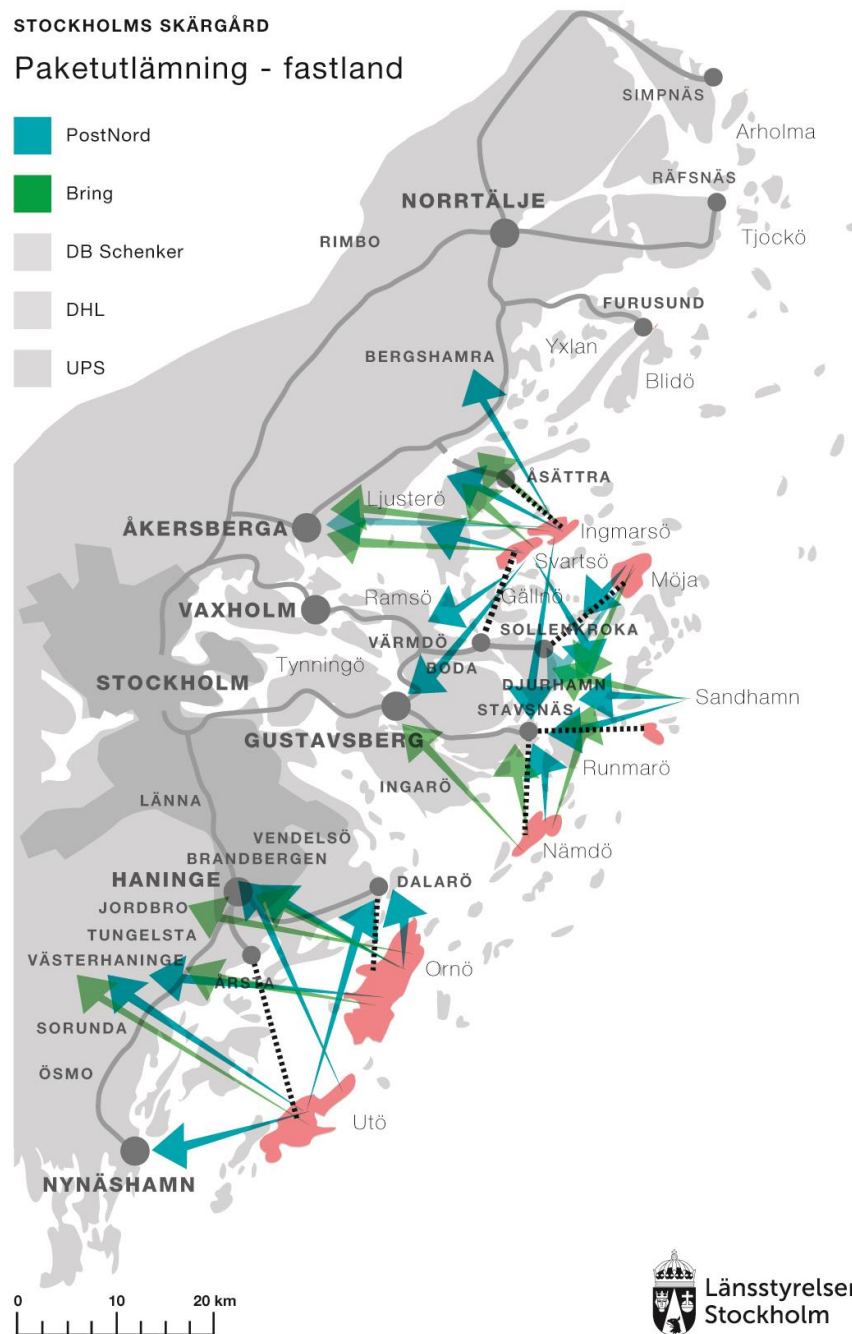 STOCKHOLMS SKÄRGÅRD
Paketutlämning - fastland
PostNord
Bring
DB Schenker
DHL
UPS
SIMPNÄS
Arholma
RÄFSNÄS
NORRTÄLJE
Tjockö
RIMBO
FURUSUND
Yxlan
BERGSHAMRA
Blidö
ÅSÄTTRA
Ljusterö
ÅKERSBERGA
Ingmarsö
Svartsö
Möja
Ramsö
Gällnö
VAXHOLM
SOLLENKROKA
VÄRMDÖ
Tynningö
BODA
STOCKHOLM
DJURHAMN
Sandhamn
STAVSNÄS
GUSTAVSBERG
Runmarö
INGARÖ
LÄNNA
VENDELSÖ
Nämdö
BRANDBERGEN
HANINGE
DALARÖ
JORDBRO
TUNGELSTA
VÄSTERHANINGE
Ornö
ÅRSTA
SORUNDA
ÖSMO
Utö
NYNÄSHAMN
0 10 20 km
Länsstyrelsen
Stockholm